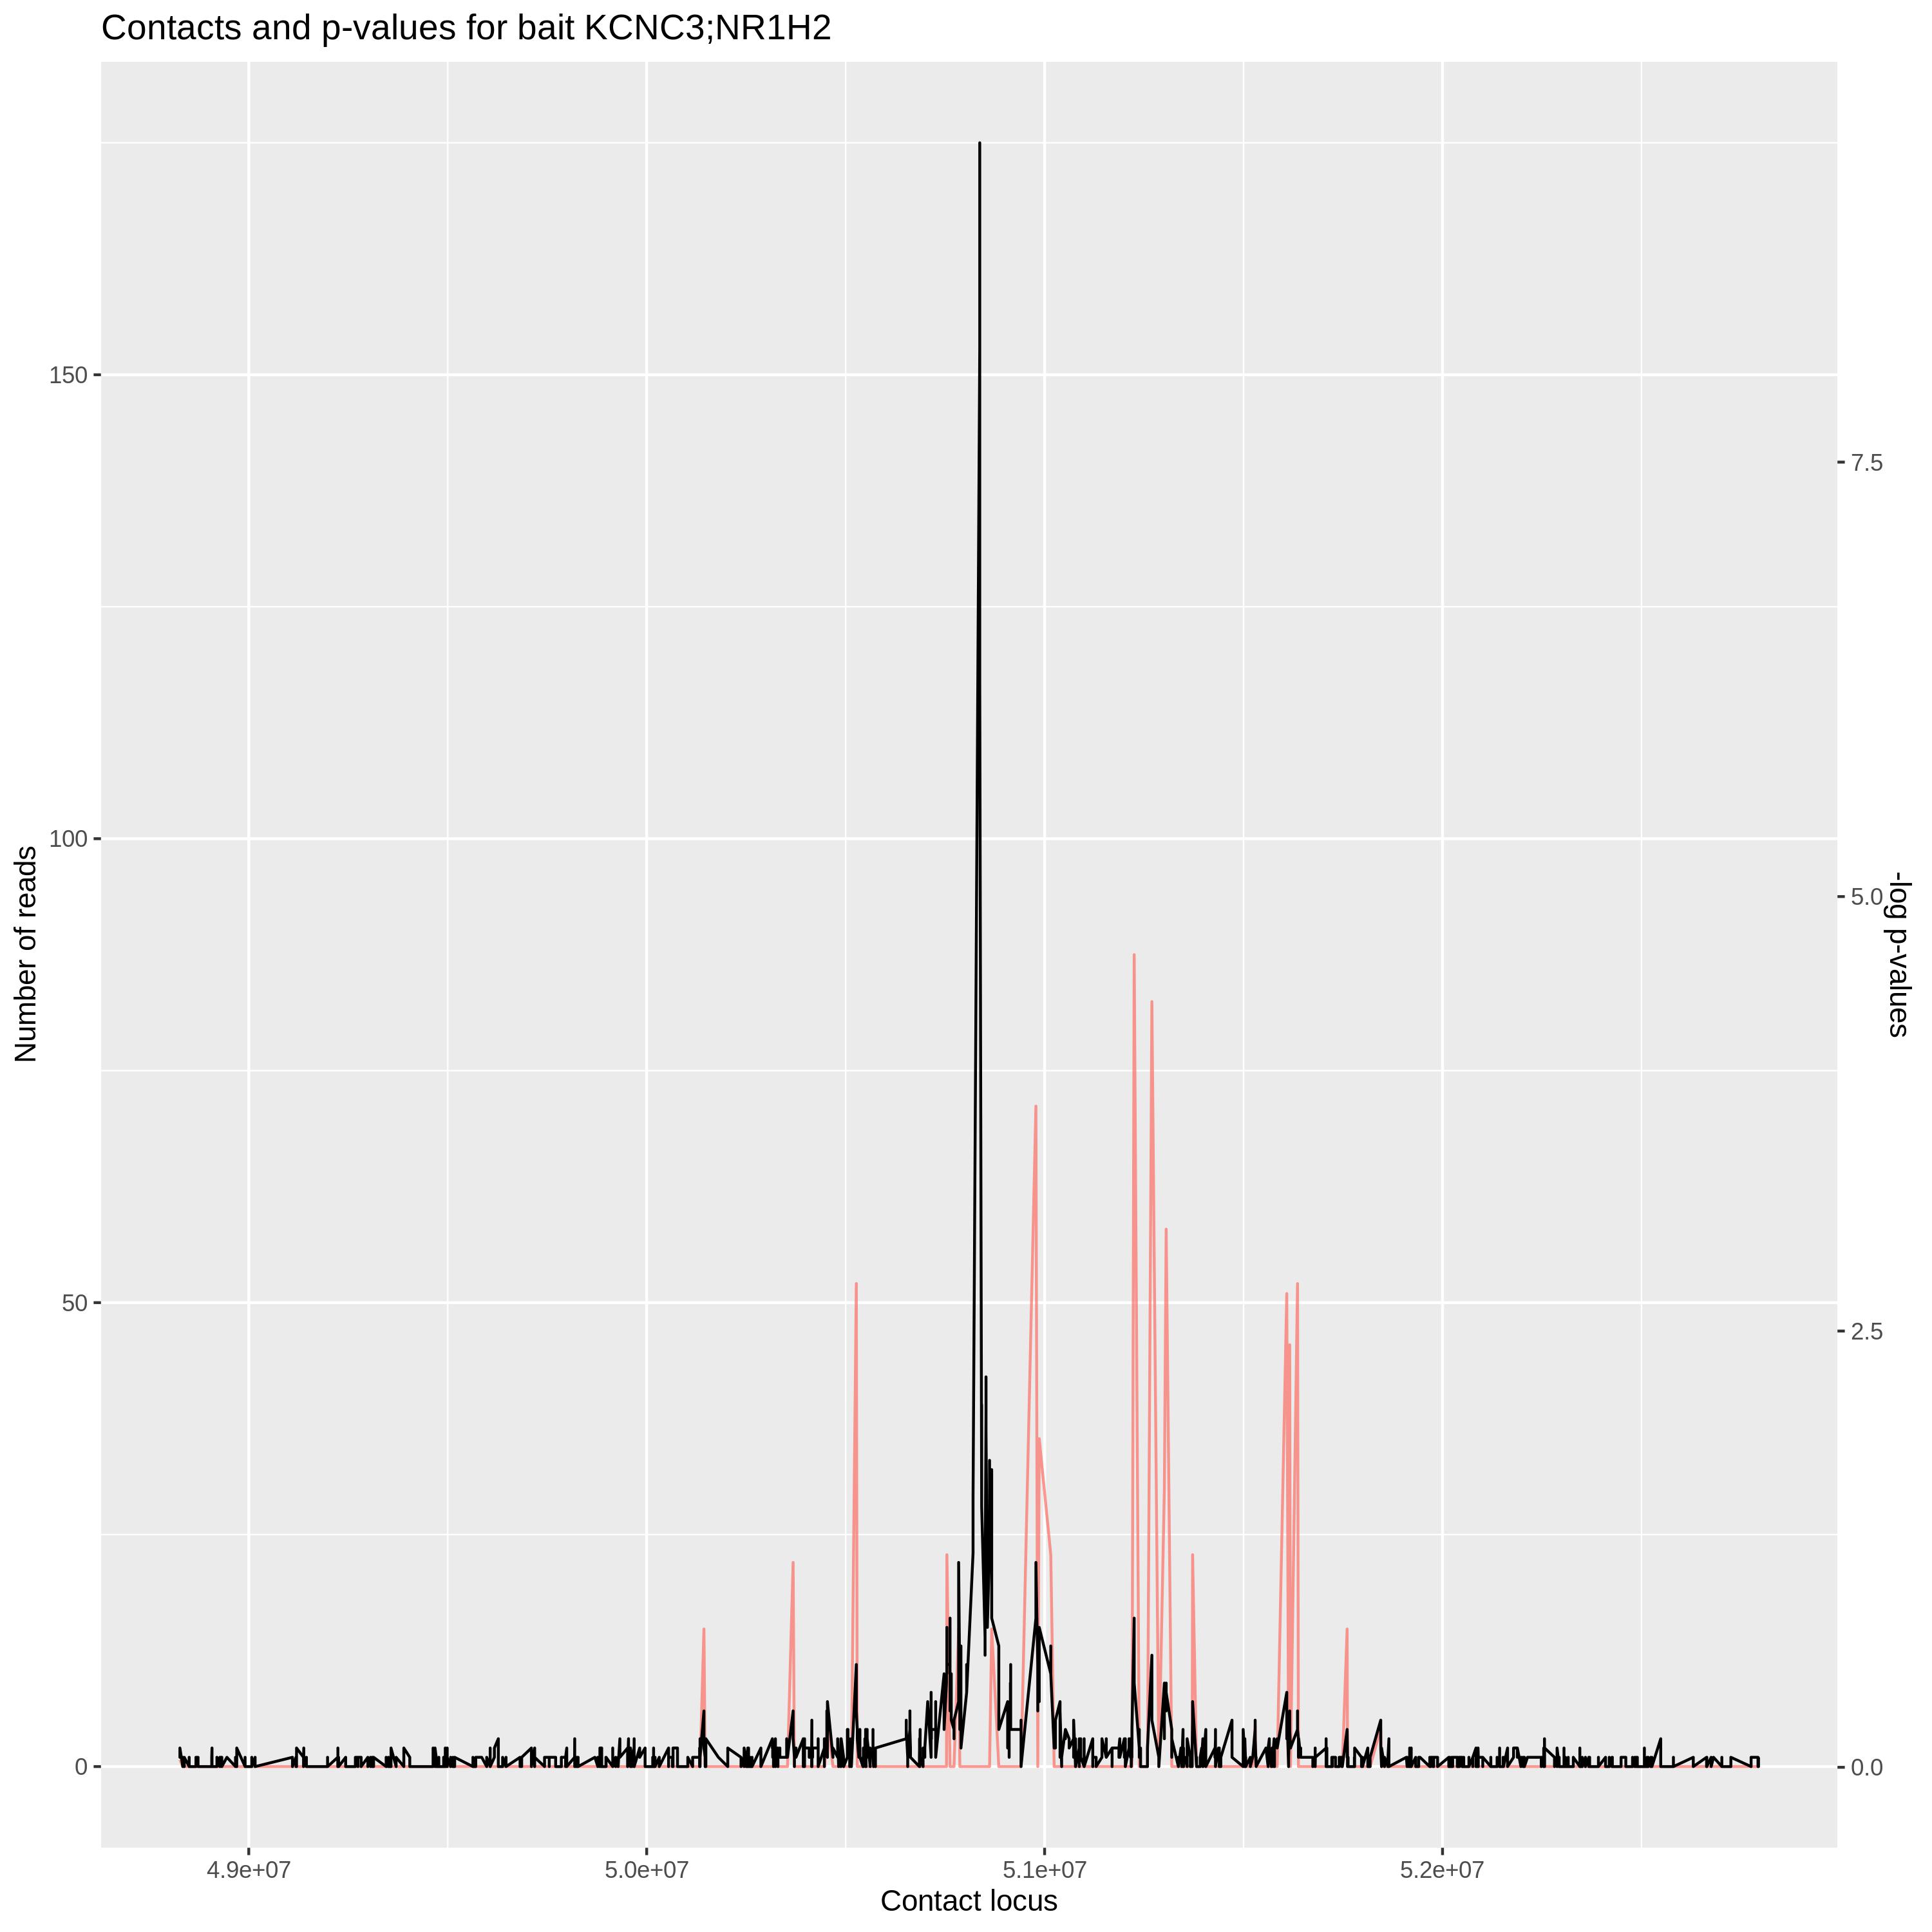 Contacts and p-values for bait KCNC3;NR1H2
150
100
50
0
Number of reads
7.5
5.0
2.5
0.0
-log p-values
4.9e+07
5.0e+07
5.1e+07
5.2e+07
Contact locus